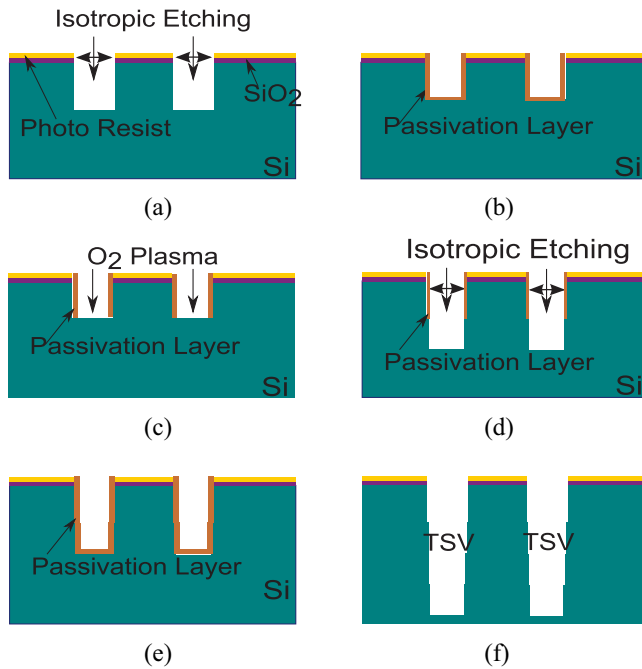 Isotropic Etching
SiO2
Photo Resist
Si
(a)
Passivation Layer
Si
(b)
O2 Plasma
Passivation Layer
Si
(c)
Isotropic Etching
Passivation Layer
Si
(d)
Passivation Layer
Si
(e)
TSV TSV
(f)